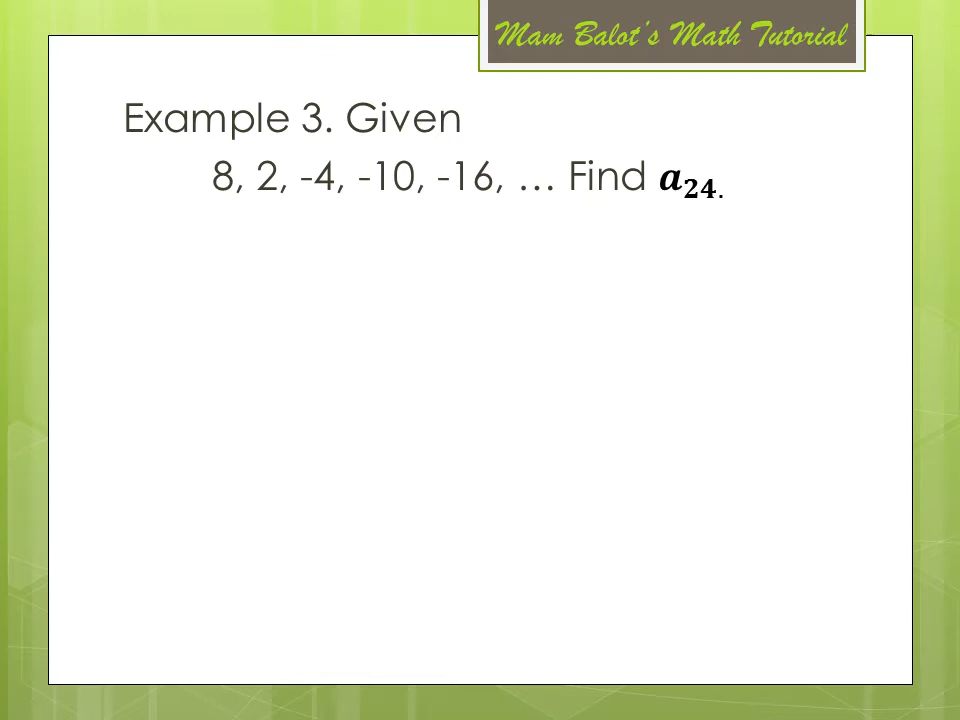 Mam Balot's Math Tutorial
Example 3. Given
8, 2, -4, -10, -16, … Find 𝒂₂₄.